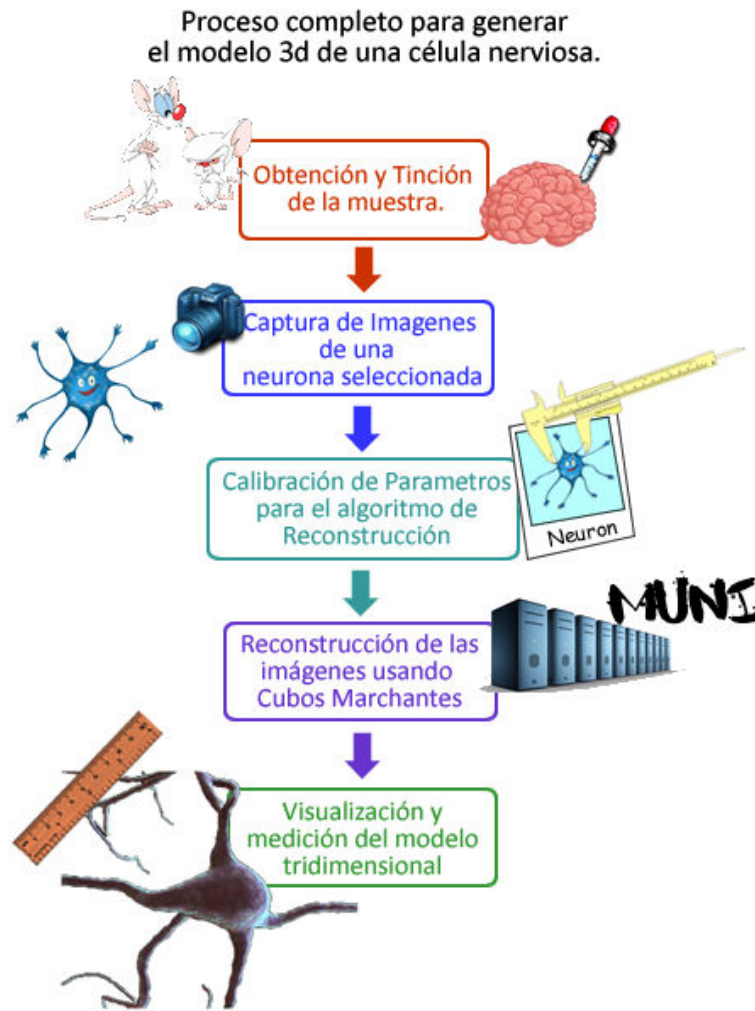 Proceso completo para generar
el modelo 3d de una célula nerviosa.
Obtención y Tinción
de la muestra.
Captura de Imagenes
de una
neurona seleccionada
Calibración de Parametros
para el algoritmo de
Reconstrucción
Neuron
MUNI
Reconstrucción de las
imágenes usando
Cubos Marchantes
Visualización y
medición del modelo
tridimensional